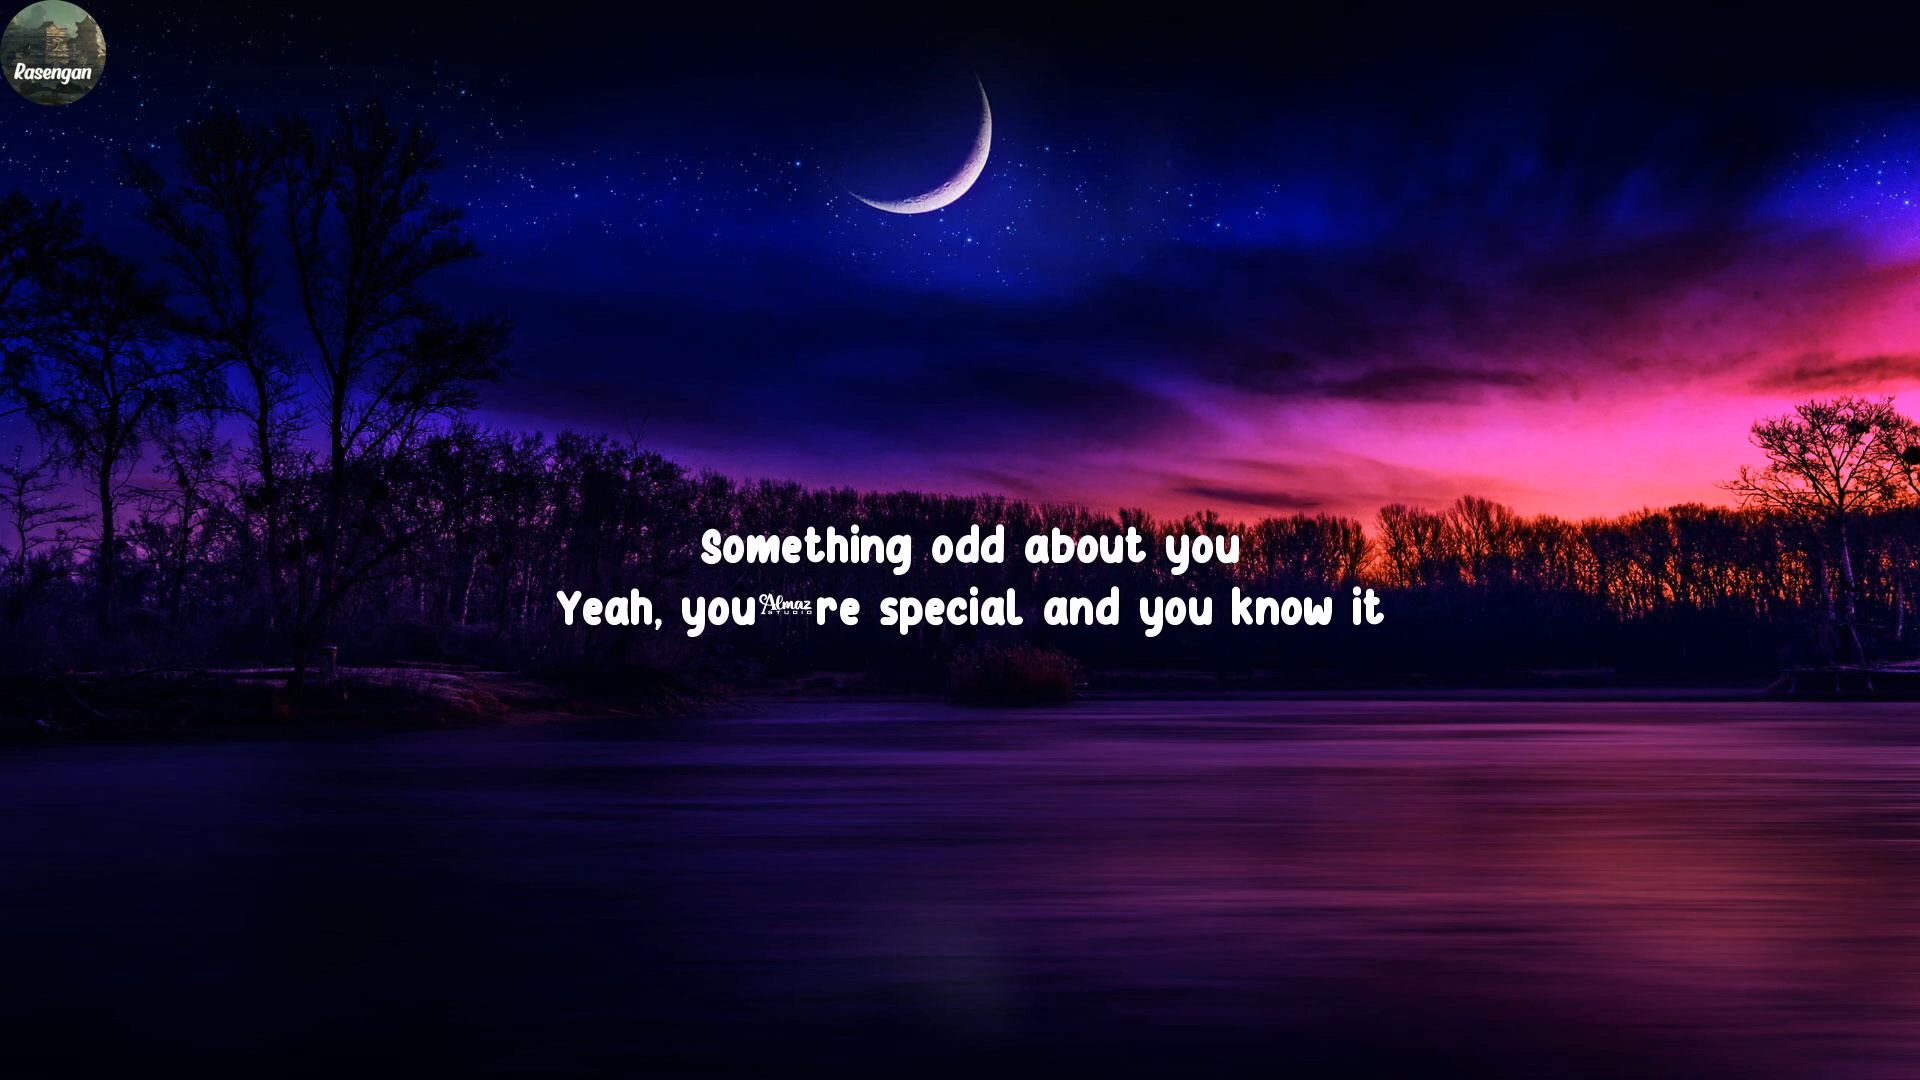 Rasengan
Something odd about you
Yeah, you Almaz STUDIO re special and you know it